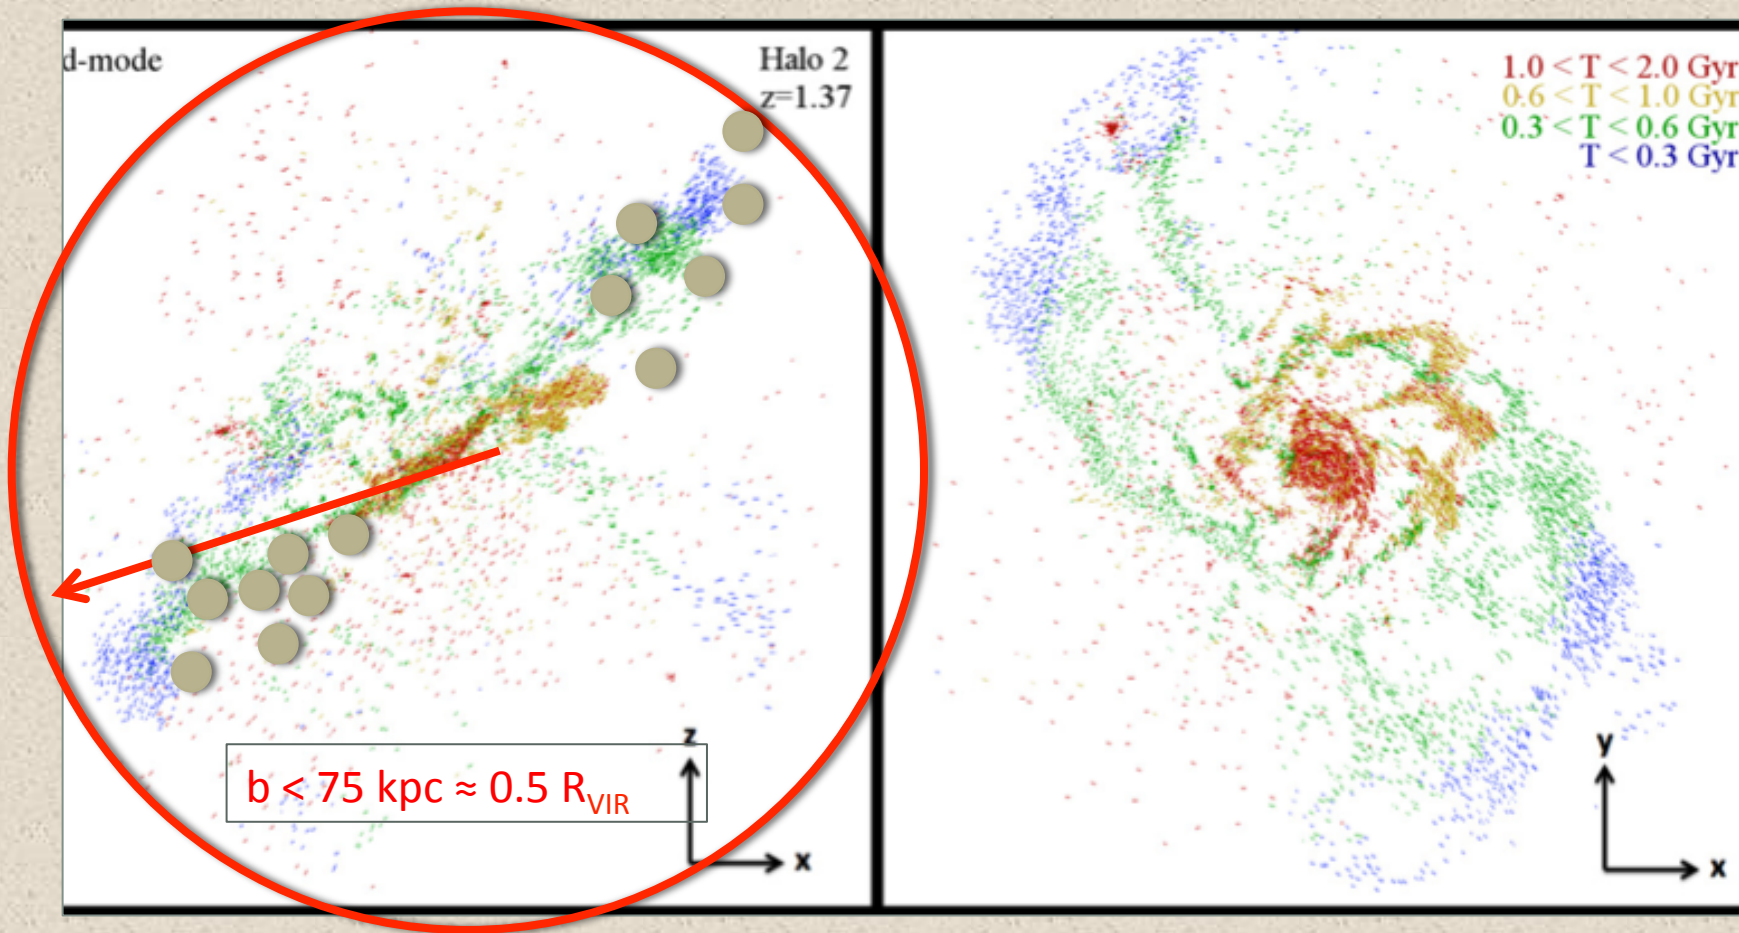 d-mode
Halo 2
z=1.37
1.0 < T < 2.0 Gyr
0.6 < T < 1.0 Gyr
0.3 < T < 0.6 Gyr
T < 0.3 Gyr
b < 75 kpc ≈ 0.5 R_VIR
z
x
y
x